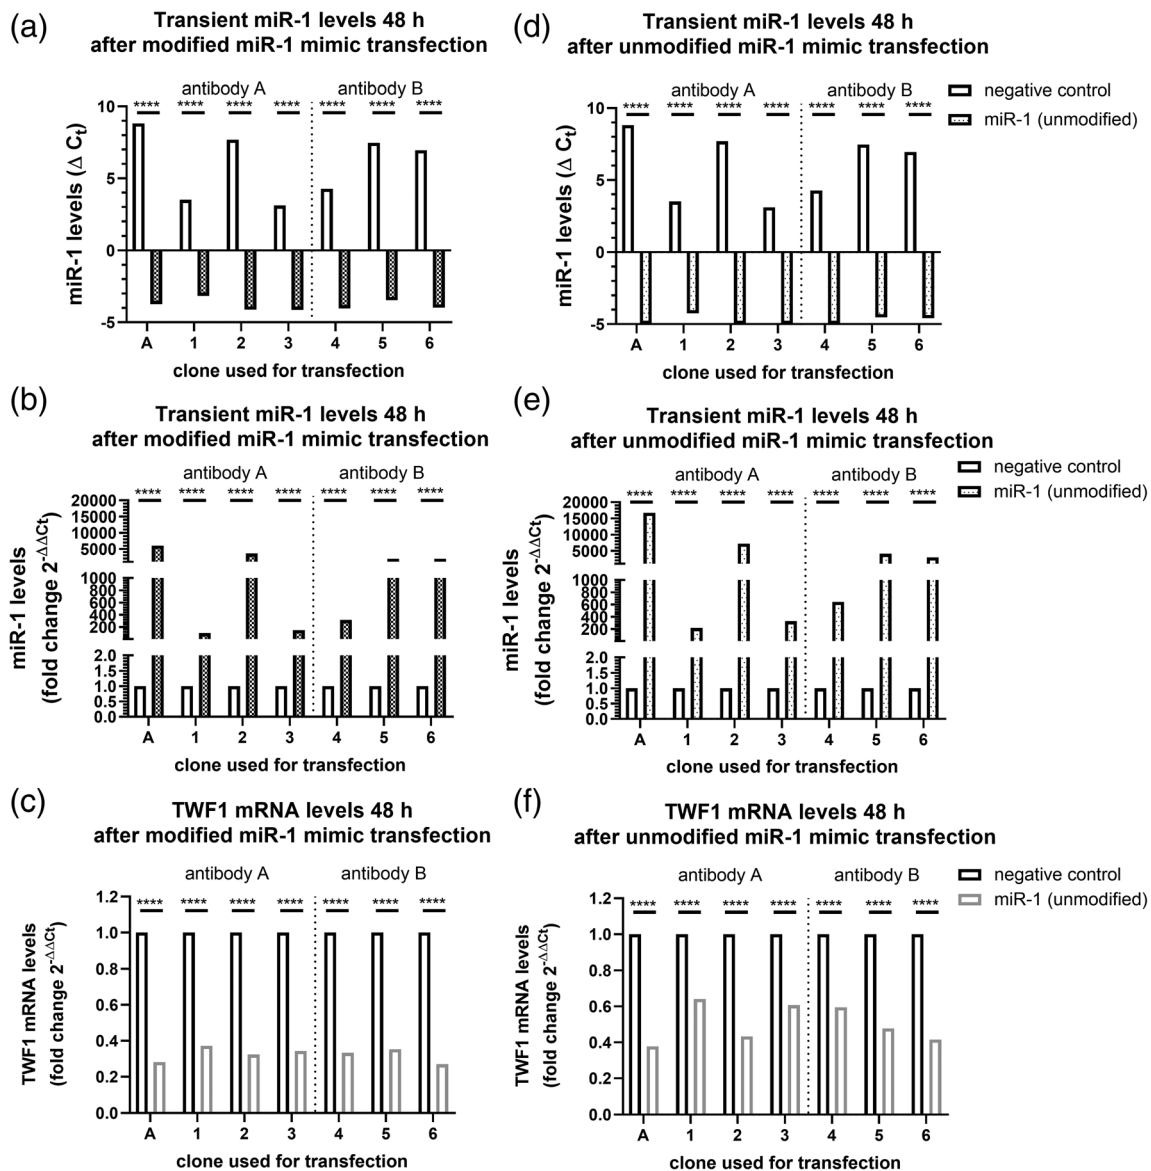 (a)
Transient miR-1 levels 48 h
after modified miR-1 mimic transfection
antibody A
antibody B
**** **** **** **** **** **** ****
miR-1 levels (Δ Ct)
10
5
0
-5
A 1 2 3 4 5 6
clone used for transfection
(d)
Transient miR-1 levels 48 h
after unmodified miR-1 mimic transfection
antibody A
antibody B
**** **** **** **** **** **** ****
negative control
miR-1 (unmodified)
miR-1 levels (Δ Ct)
10
5
0
-5
A 1 2 3 4 5 6
clone used for transfection
(b)
Transient miR-1 levels 48 h
after modified miR-1 mimic transfection
antibody A
antibody B
**** **** **** **** **** **** ****
miR-1 levels
(fold change 2-ΔΔCt)
20000
15000
10000
5000
1000
800
600
400
200
2.0
1.5
1.0
0.5
0.0
A 1 2 3 4 5 6
clone used for transfection
(e)
Transient miR-1 levels 48 h
after unmodified miR-1 mimic transfection
antibody A
antibody B
**** **** **** **** **** **** ****
negative control
miR-1 (unmodified)
miR-1 levels
(fold change 2-ΔΔCt)
20000
15000
10000
5000
1000
800
600
400
200
2.0
1.5
1.0
0.5
0.0
A 1 2 3 4 5 6
clone used for transfection
(c)
TWF1 mRNA levels 48 h
after modified miR-1 mimic transfection
antibody A
antibody B
**** **** **** **** **** **** ****
TWF1 mRNA levels
(fold change 2-ΔΔCt)
1.2
1.0
0.8
0.6
0.4
0.2
0.0
A 1 2 3 4 5 6
clone used for transfection
(f)
TWF1 mRNA levels 48 h
after unmodified miR-1 mimic transfection
antibody A
antibody B
**** **** **** **** **** **** ****
negative control
miR-1 (unmodified)
TWF1 mRNA levels
(fold change 2-ΔΔCt)
1.2
1.0
0.8
0.6
0.4
0.2
0.0
A 1 2 3 4 5 6
clone used for transfection